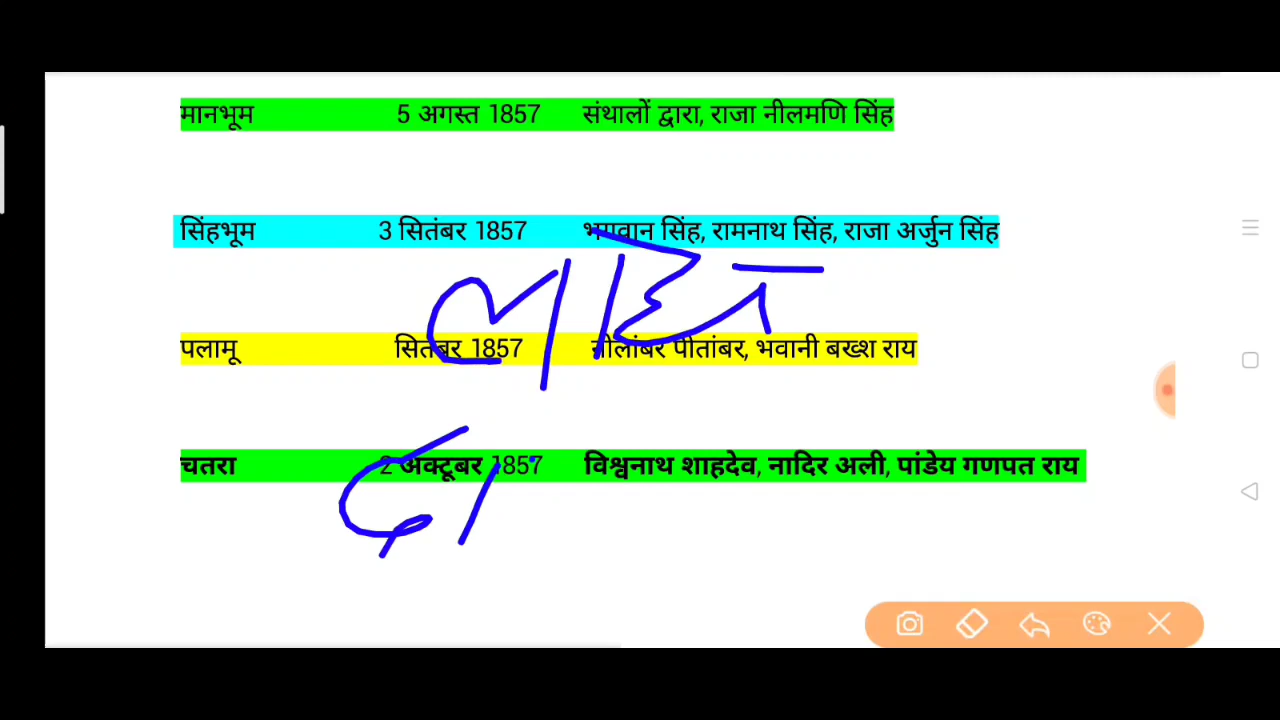 मानभूम 5 अगस्त 1857 संथालों द्वारा, राजा नीलमणि सिंह
सिंहभूम 3 सितंबर 1857 भगवान सिंह, रामनाथ सिंह, राजा अर्जुन सिंह
पलामू सितंबर 1857 नीलांबर पीतांबर, भवानी बख्श राय
चतरा 2 अक्टूबर 1857 विश्वनाथ शाहदेव, नादिर अली, पांडेय गणपत राय